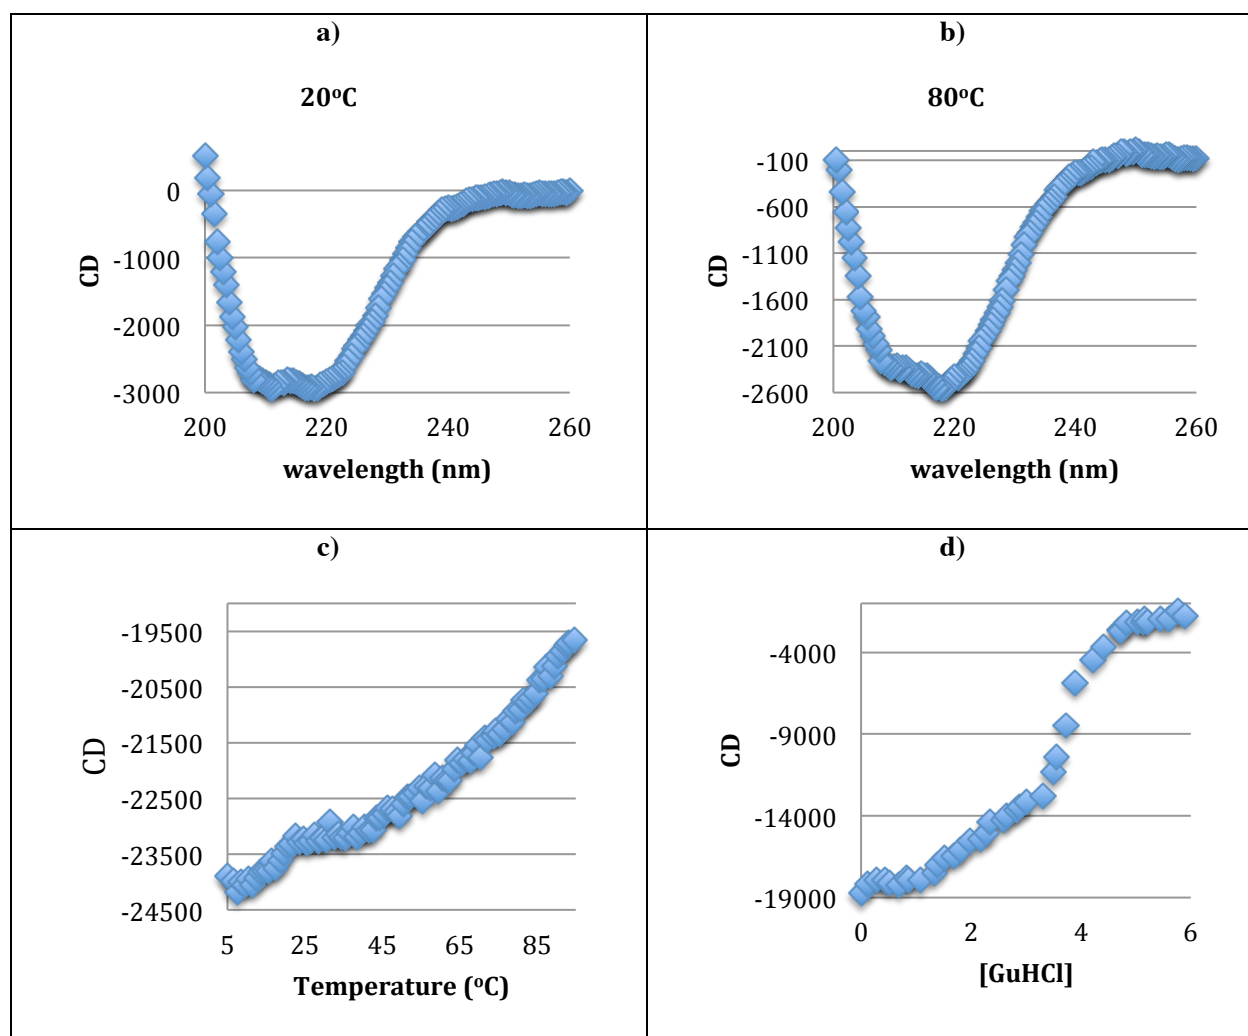 a)
20°C
0
-1000
-2000
-3000
CD
200 220 240 260
wavelength (nm)
b)
80°C
-100
-600
-1100
-1600
-2100
-2600
CD
200 220 240 260
wavelength (nm)
c)
-19500
-20500
-21500
-22500
-23500
-24500
CD
5 25 45 65 85
Temperature (°C)
d)
-4000
-9000
-14000
-19000
CD
0 2 4 6
[GuHCl]